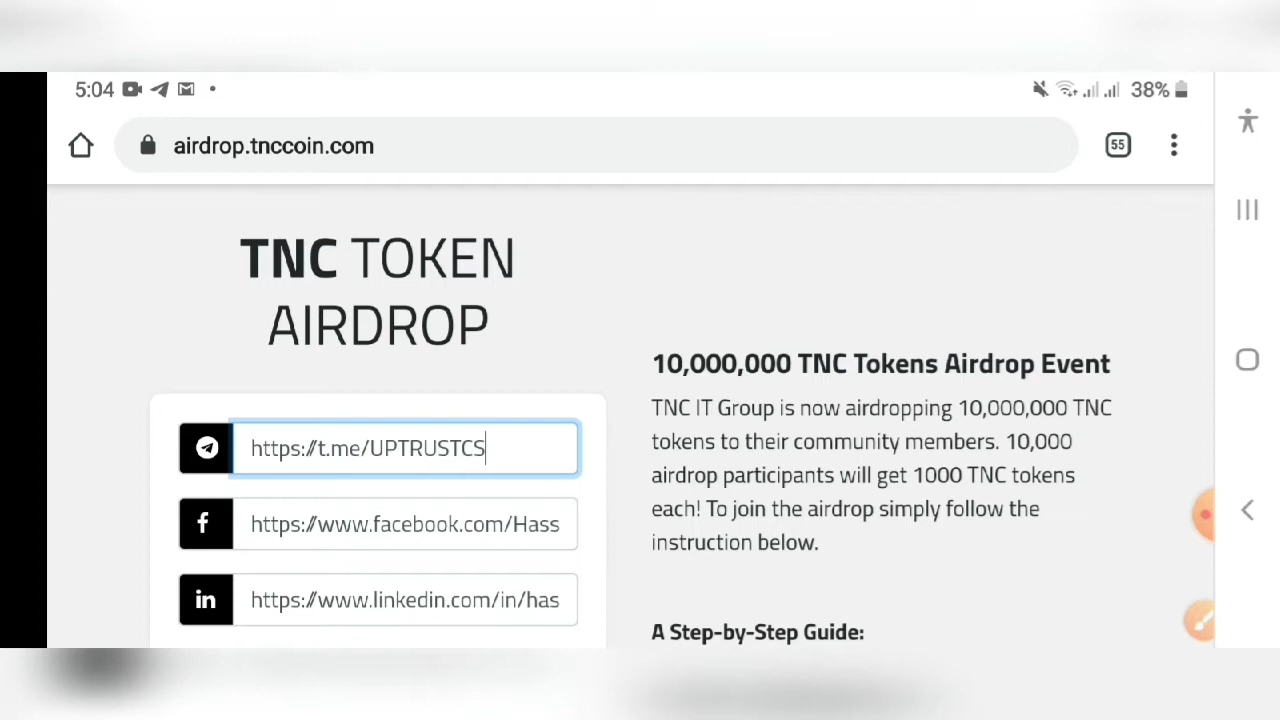 5:04
38%
airdrop.tnccoin.com
55
TNC TOKEN
AIRDROP
https://t.me/UPTRUSTCS
https://www.facebook.com/Hass
https://www.linkedin.com/in/has
10,000,000 TNC Tokens Airdrop Event
TNC IT Group is now airdropping 10,000,000 TNC
tokens to their community members. 10,000
airdrop participants will get 1000 TNC tokens
each! To join the airdrop simply follow the
instruction below.
A Step-by-Step Guide: